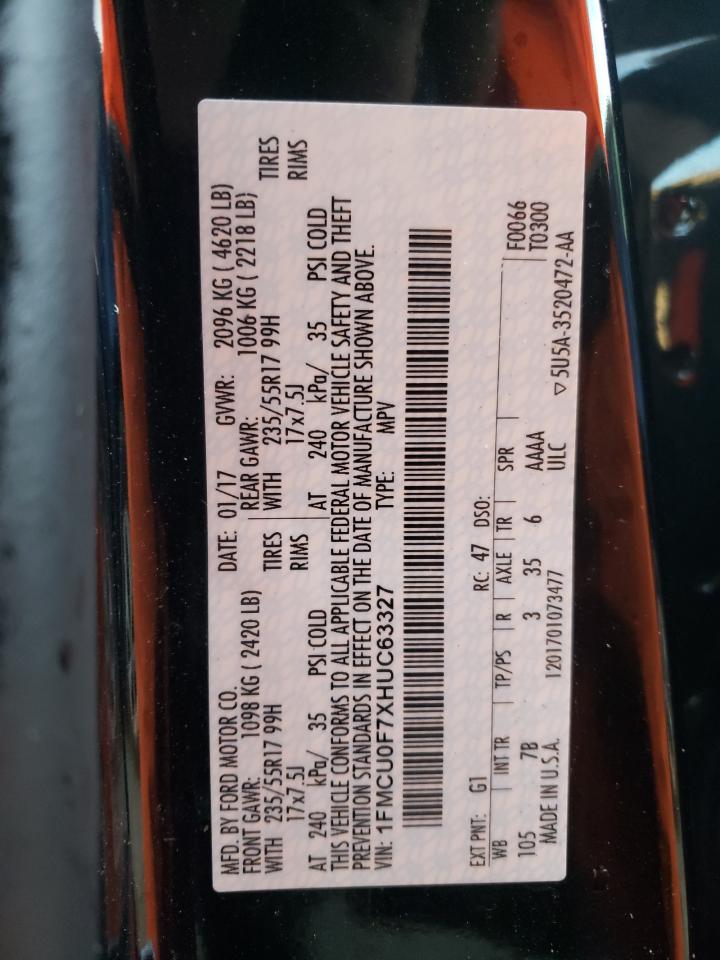 MFD. BY FORD MOTOR CO. DATE: 01/17 GVWR: 2096 KG ( 4620 LB)
FRONT GAWR: 1098 KG ( 2420 LB) REAR GAWR: 1006 KG ( 2218 LB)
WITH 235/55R17 99H TIRES WITH 235/55R17 99H TIRES
17x7.5J RIMS 17x7.5J RIMS
AT 240 kPa/ 35 PSI COLD AT 240 kPa/ 35 PSI COLD
THIS VEHICLE CONFORMS TO ALL APPLICABLE FEDERAL MOTOR VEHICLE SAFETY AND THEFT
PREVENTION STANDARDS IN EFFECT ON THE DATE OF MANUFACTURE SHOWN ABOVE.
VIN: 1FMCU0F7XHUC63327 TYPE: MPV
EXT PNT: G1 RC: 47 DSO:
WB INT TR TP/PS R AXLE TR SPR F0066
105 7B 3 35 6 AAAA T0300
MADE IN U.S.A. 1201701073477 ULC ▽ 5U5A-3520472-AA